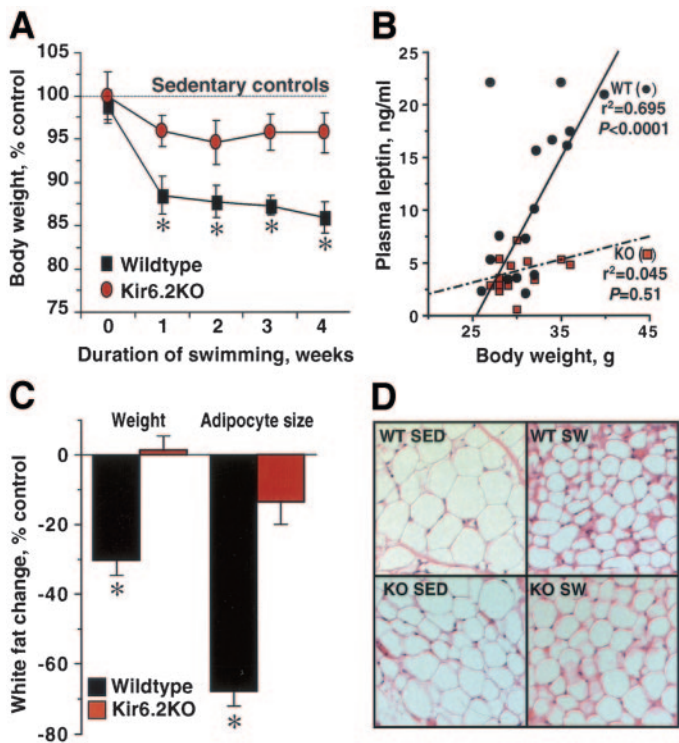 A
Body weight, % control
105
100
95
90
85
80
75
Sedentary controls
*
*
*
*
Wildtype
Kir6.2KO
0
1
2
3
4
Duration of swimming, weeks
B
Plasma leptin, ng/ml
25
20
15
10
5
0
WT (●)
r²=0.695
P<0.0001
KO (■)
r²=0.045
P=0.51
25
35
45
Body weight, g
C
White fat change, % control
Weight
Adipocyte size
0
-20
-40
-60
-80
*
*
Wildtype
Kir6.2KO
D
WT SED
WT SW
KO SED
KO SW